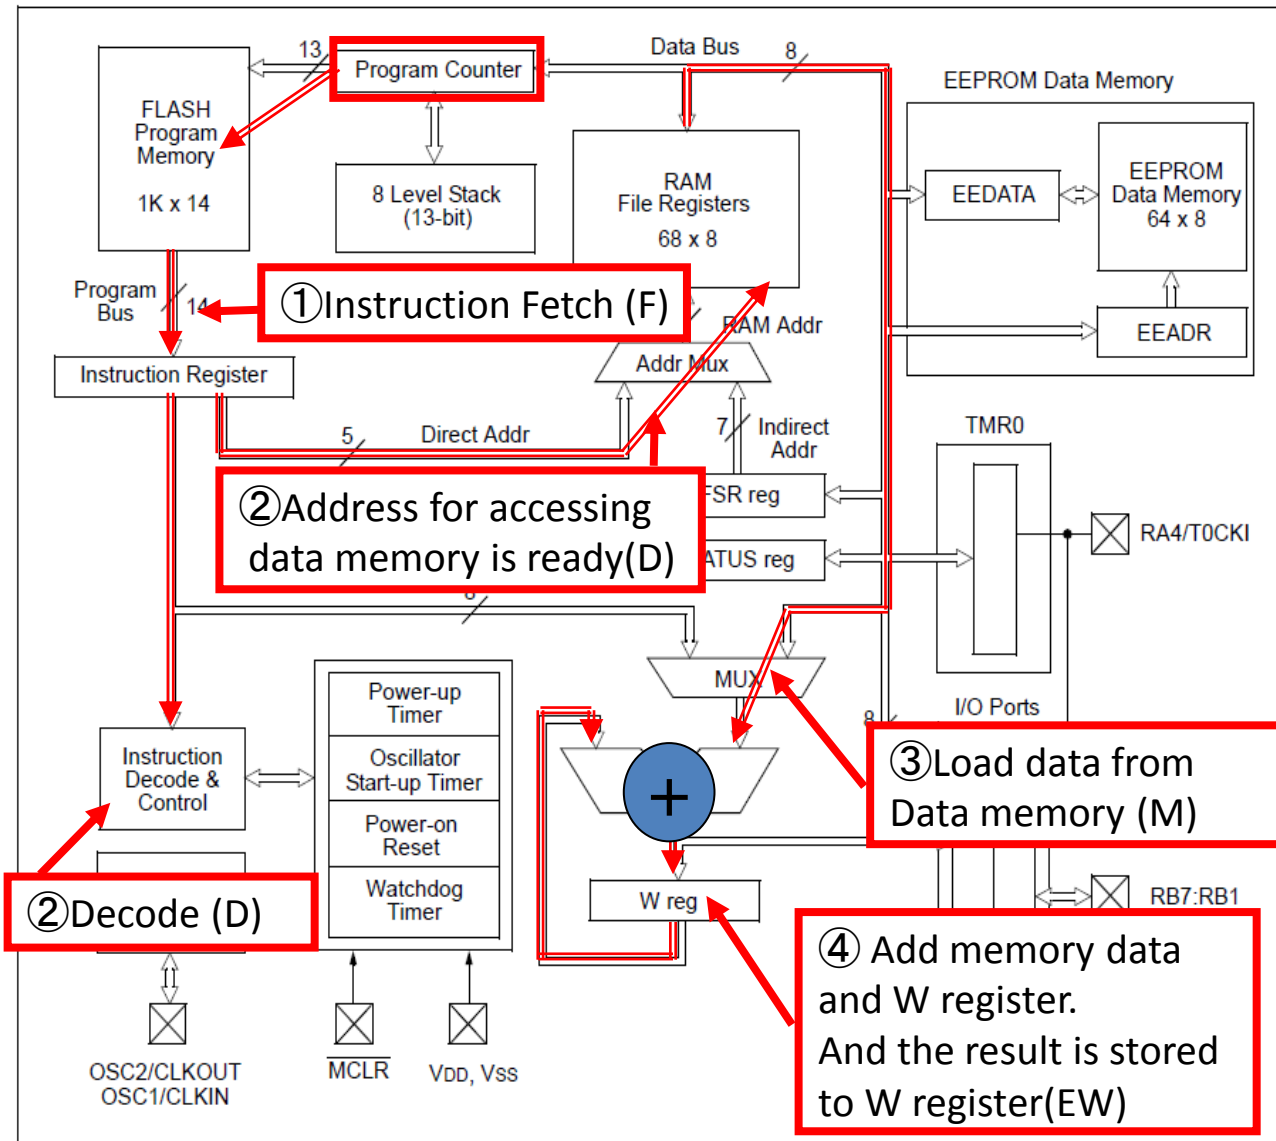 13
Program Counter
Data Bus
8
EEPROM Data Memory
FLASH
Program
Memory
1K x 14
8 Level Stack
(13-bit)
RAM
File Registers
68 x 8
EEDATA
EEPROM
Data Memory
64 x 8
EEADR
Program
Bus
14
①Instruction Fetch (F)
RAM Addr
Addr Mux
Instruction Register
5
Direct Addr
7
Indirect
Addr
TMR0
②Address for accessing
data memory is ready(D)
FSR reg
ATUS reg
RA4/T0CKI
8
MUX
Power-up
Timer
Oscillator
Start-up Timer
Power-on
Reset
Watchdog
Timer
Instruction
Decode &
Control
I/O Ports
8
③Load data from
Data memory (M)
+
W reg
②Decode (D)
RB7:RB1
④ Add memory data
and W register.
And the result is stored
to W register(EW)
OSC2/CLKOUT
OSC1/CLKIN
MCLR
VDD, VSS